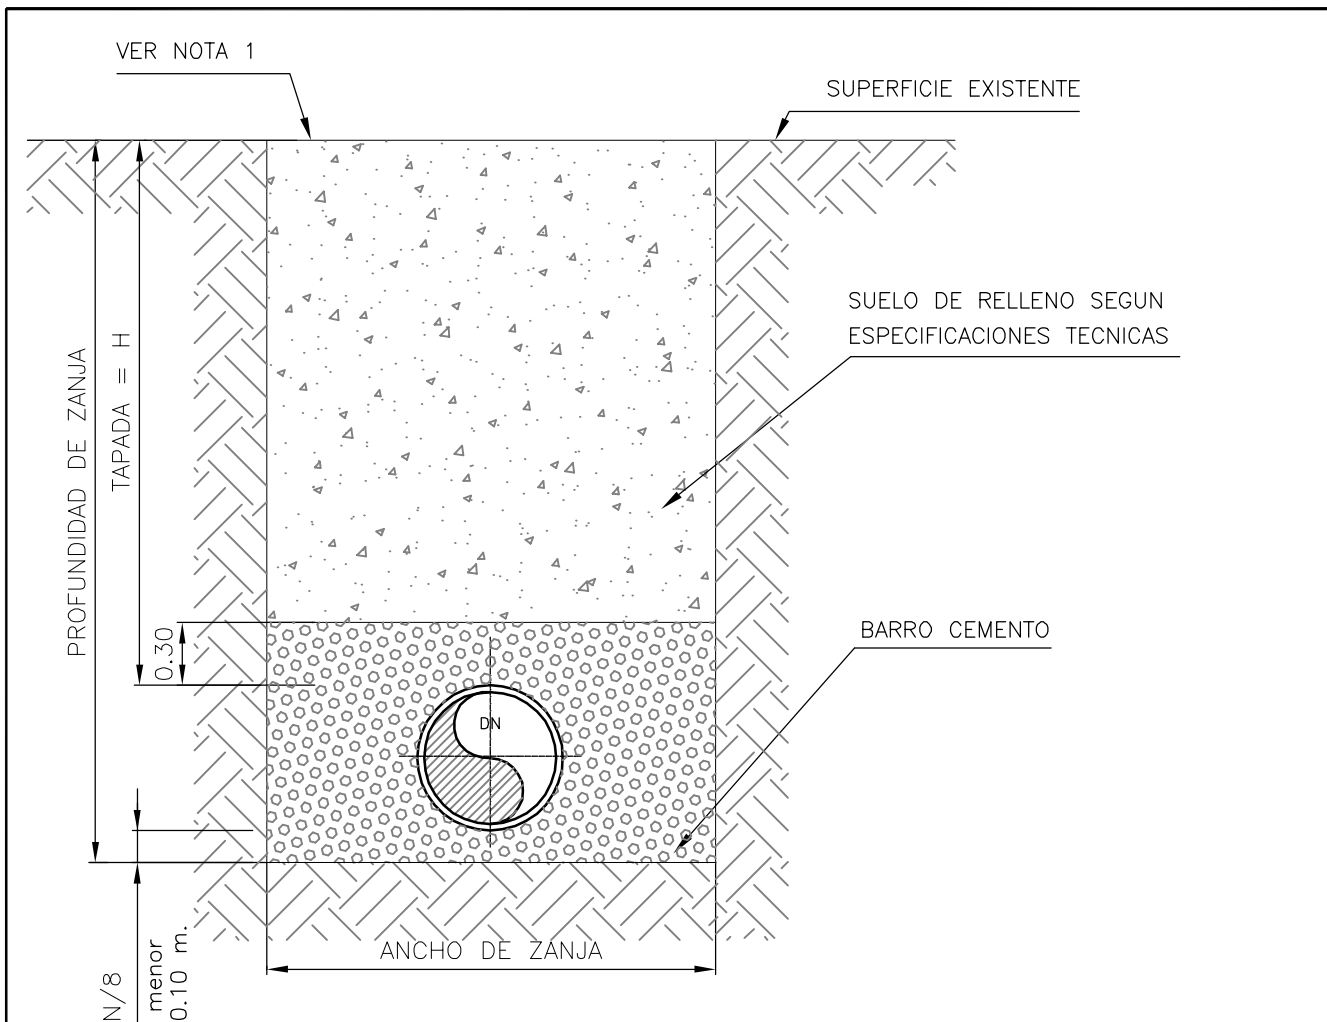 VER NOTA 1
SUPERFICIE EXISTENTE
SUELO DE RELLENO SEGUN
ESPECIFICACIONES TECNICAS
PROFUNDIDAD DE ZANJA
TAPADA = H
0.30
BARRO CEMENTO
DN
ANCHO DE ZANJA
N/8
menor
0.10 m.